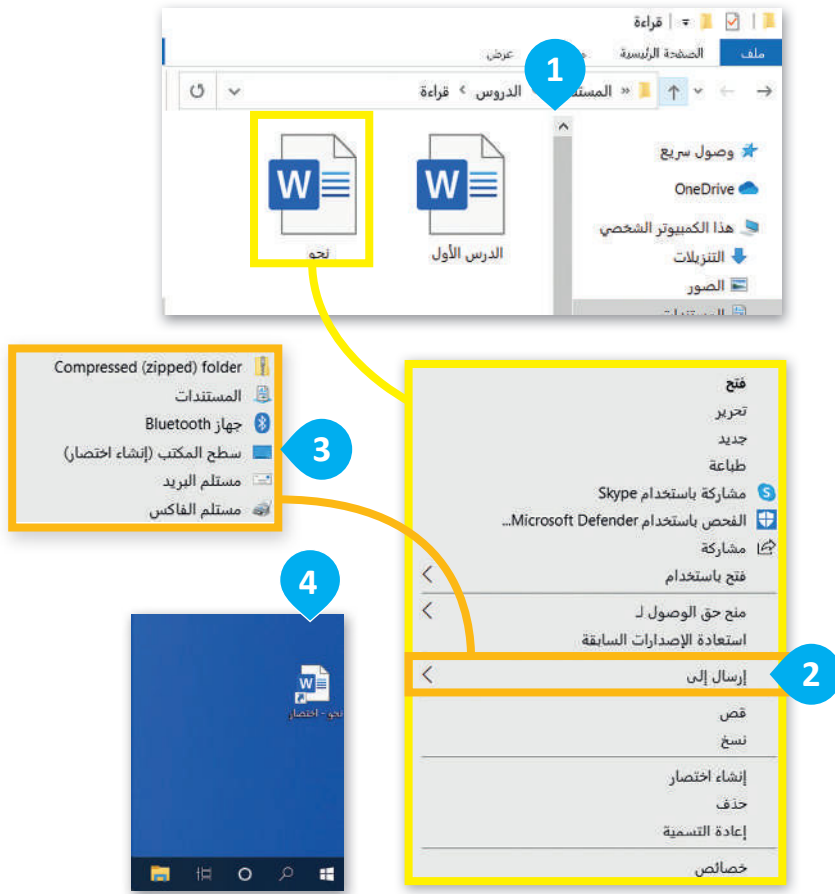 قراءة
ملف
الصفحة الرئيسية
عرض
1
الدروس › قراءة
وصول سريع
OneDrive
هذا الكمبيوتر الشخصي
التنزيلات
الصور
الدرس الأول
نحو
Compressed (zipped) folder
المستندات
جهاز Bluetooth
سطح المكتب (إنشاء اختصار)
مستلم البريد
مستلم الفاكس
3
فتح
تحرير
جديد
طباعة
مشاركة باستخدام Skype
الفحص باستخدام Microsoft Defender...
مشاركة
فتح باستخدام
منح حق الوصول لـ
استعادة الإصدارات السابقة
إرسال إلى
2
قص
نسخ
إنشاء اختصار
حذف
إعادة التسمية
خصائص
4
نحو - اختصار